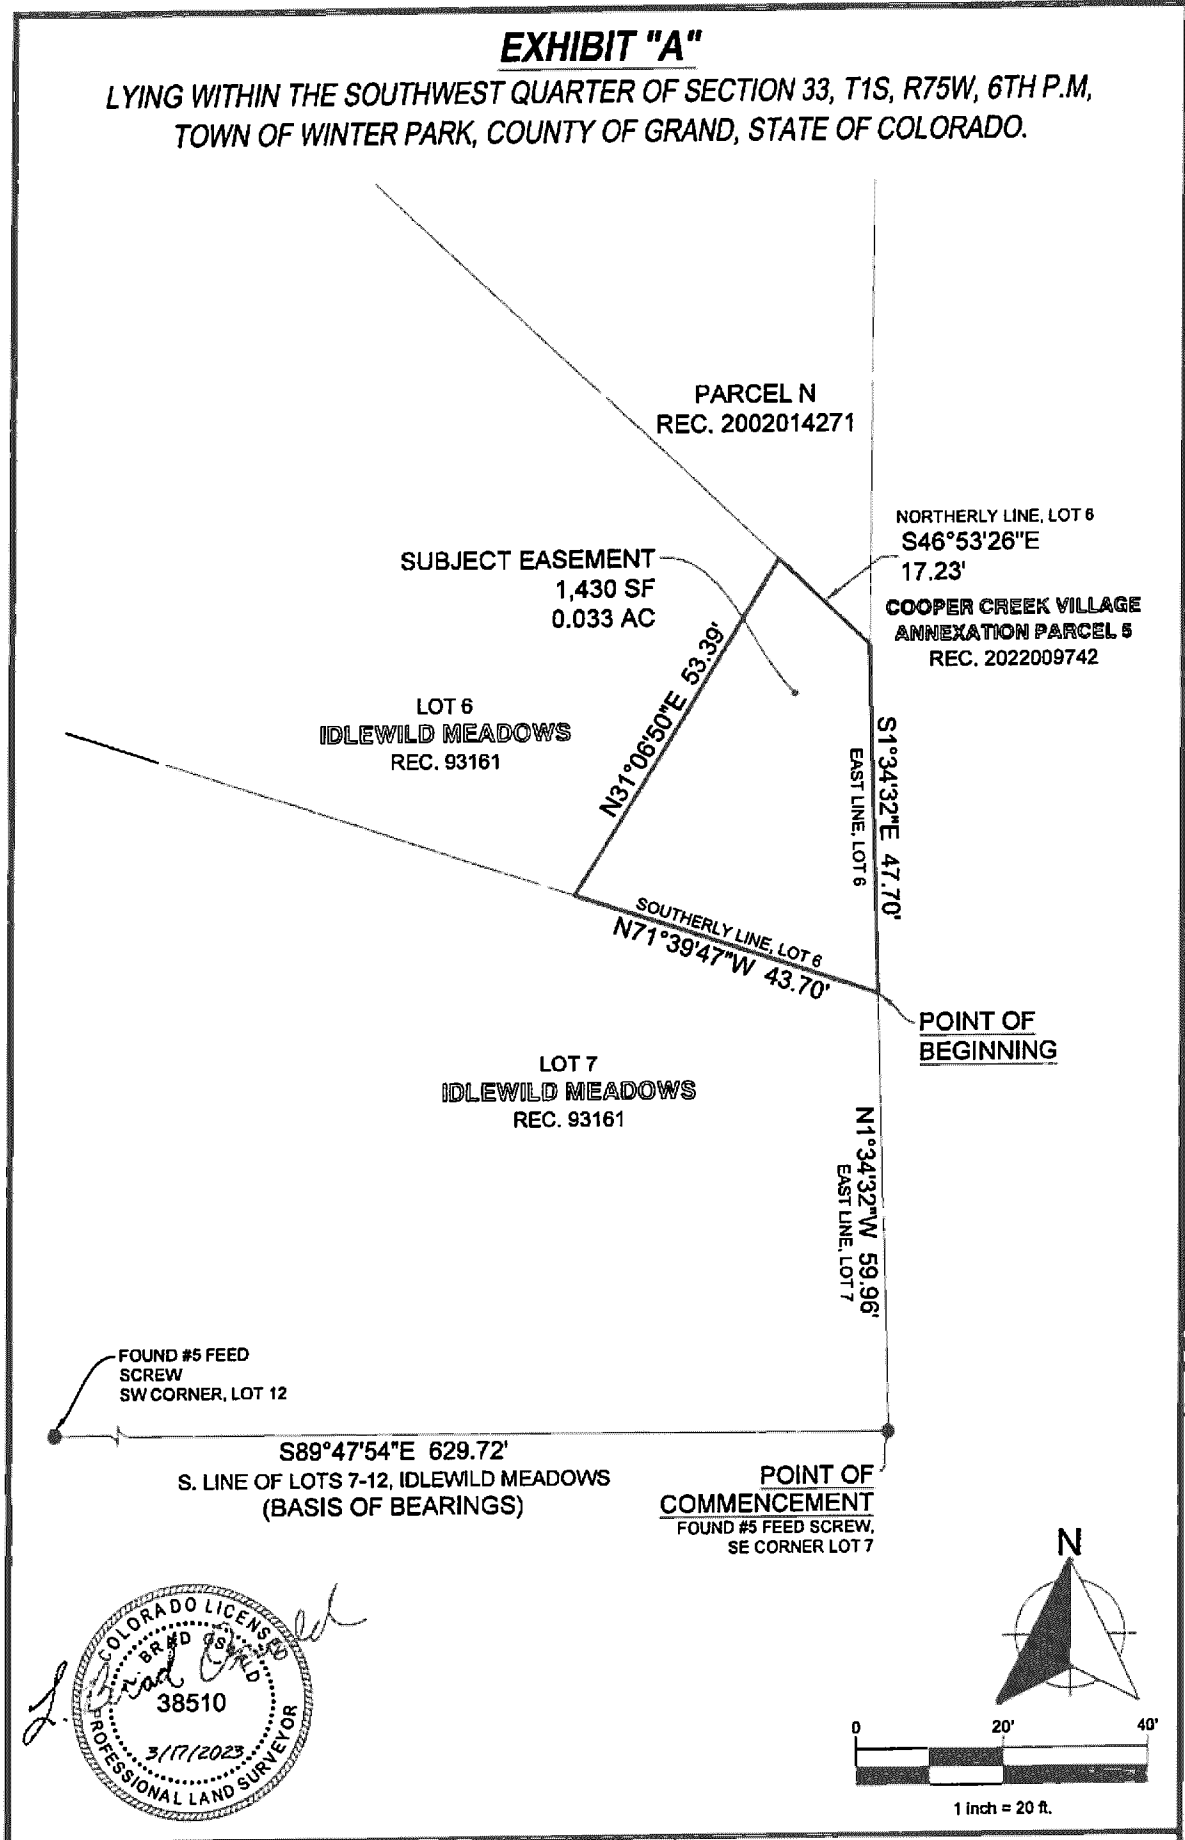 EXHIBIT "A"
LYING WITHIN THE SOUTHWEST QUARTER OF SECTION 33, T1S, R75W, 6TH P.M,
TOWN OF WINTER PARK, COUNTY OF GRAND, STATE OF COLORADO.
PARCEL N
REC. 2002014271
NORTHERLY LINE, LOT 6
S46°53'26"E
17.23'
SUBJECT EASEMENT
1,430 SF
0.033 AC
COOPER CREEK VILLAGE
ANNEXATION PARCEL 5
REC. 2022009742
N31°06'50"E 53.39'
LOT 6
IDLEWILD MEADOWS
REC. 93161
S1°34'32"E 47.70'
EAST LINE, LOT 6
SOUTHERLY LINE, LOT 6
N71°39'47"W 43.70'
POINT OF
BEGINNING
LOT 7
IDLEWILD MEADOWS
REC. 93161
N1°34'32"W 59.96'
EAST LINE, LOT 7
FOUND #5 FEED
SCREW
SW CORNER, LOT 12
S89°47'54"E 629.72'
S. LINE OF LOTS 7-12, IDLEWILD MEADOWS
(BASIS OF BEARINGS)
POINT OF
COMMENCEMENT
FOUND #5 FEED SCREW,
SE CORNER LOT 7
N
COLORADO LICENSED
BRAD OSWALD
38510
3/17/2023
PROFESSIONAL LAND SURVEYOR
0 20' 40'
1 inch = 20 ft.